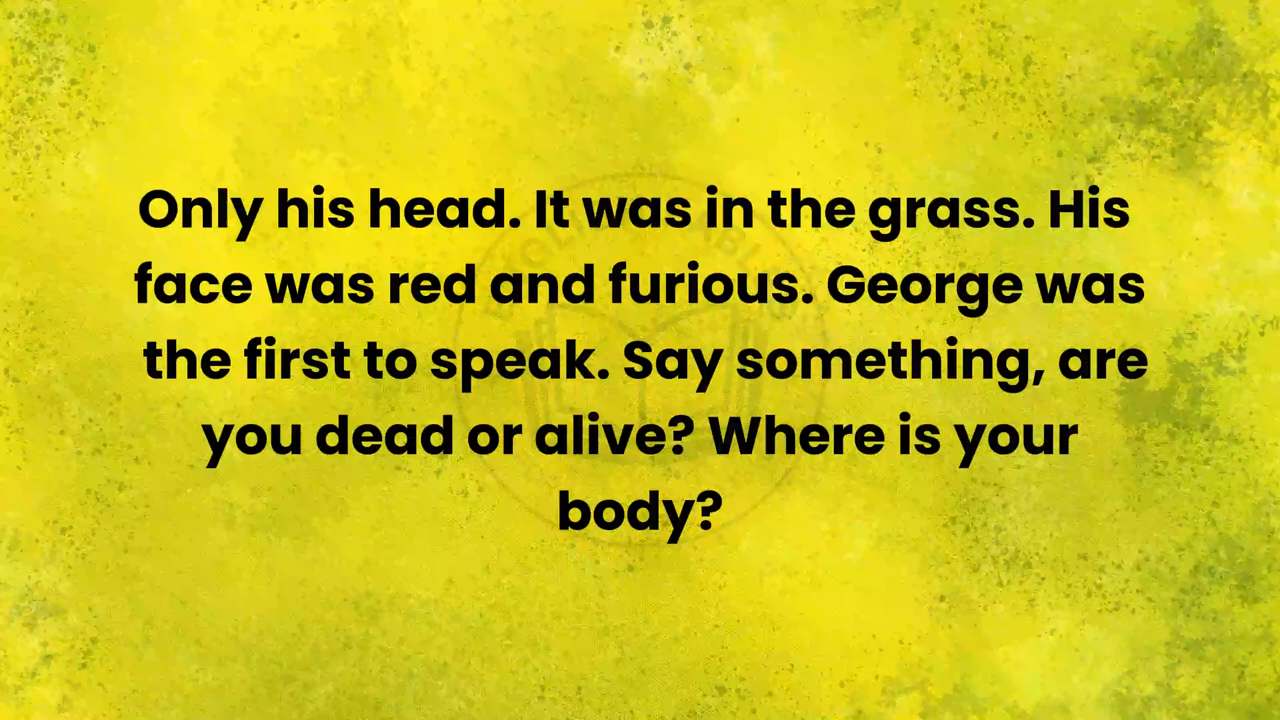 Only his head. It was in the grass. His
face was red and furious. George was
the first to speak. Say something, are
you dead or alive? Where is your
body?